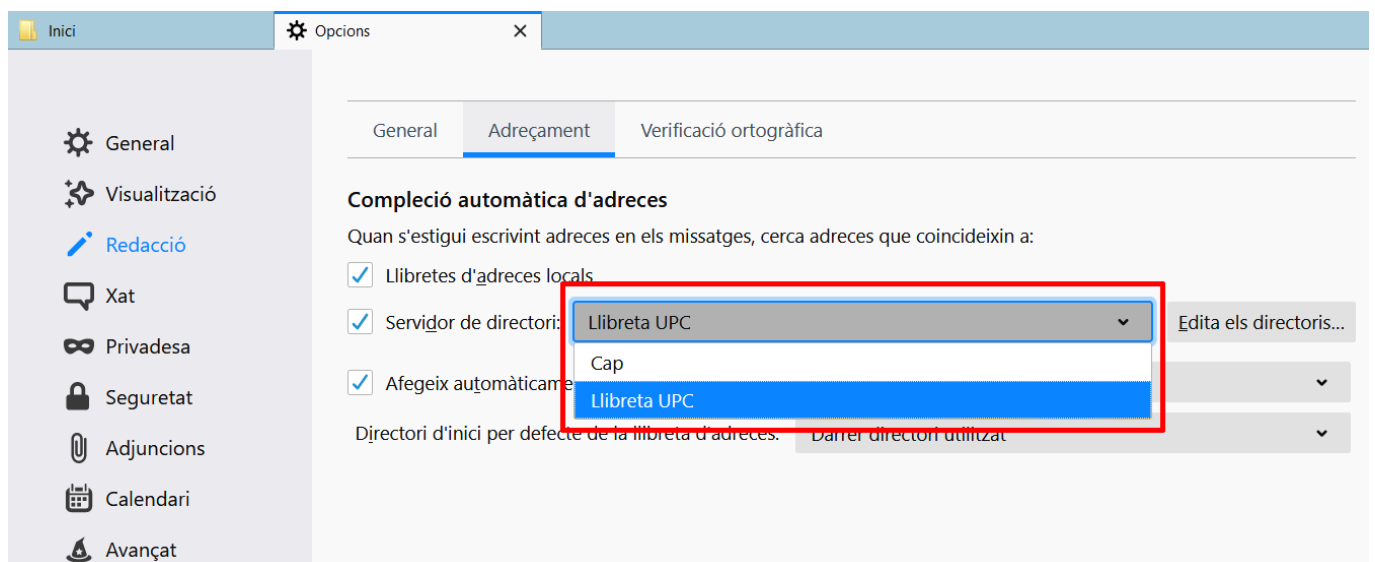 Inici
Opcions
General
Visualització
Redacció
Xat
Privadesa
Seguretat
Adjuncions
Calendari
Avançat
General Adreçament Verificació ortogràfica
Compleció automàtica d'adreces
Quan s'estigui escrivint adreces en els missatges, cerca adreces que coincideixin a:
Llibretes d'adreces locals
Servidor de directori: Llibreta UPC Edita els directoris...
Cap
Afegeix automàticame
Llibreta UPC
Directori d'inici per defecte de la llibreta d'adreces: Darrer directori utilitzat